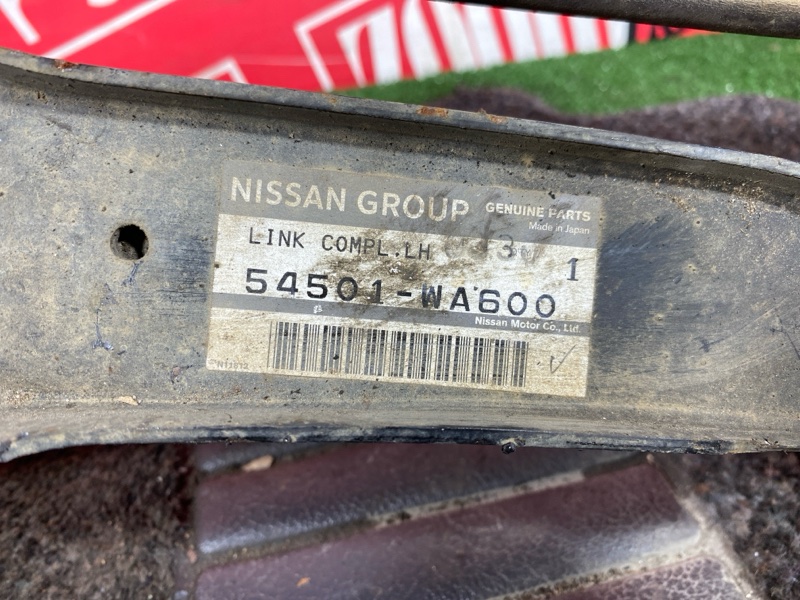 NISSAN GROUP GENUINE PARTS
Made in Japan
LINK COMPL.LH
1
54501-WA600
Nissan Motor Co., Ltd.